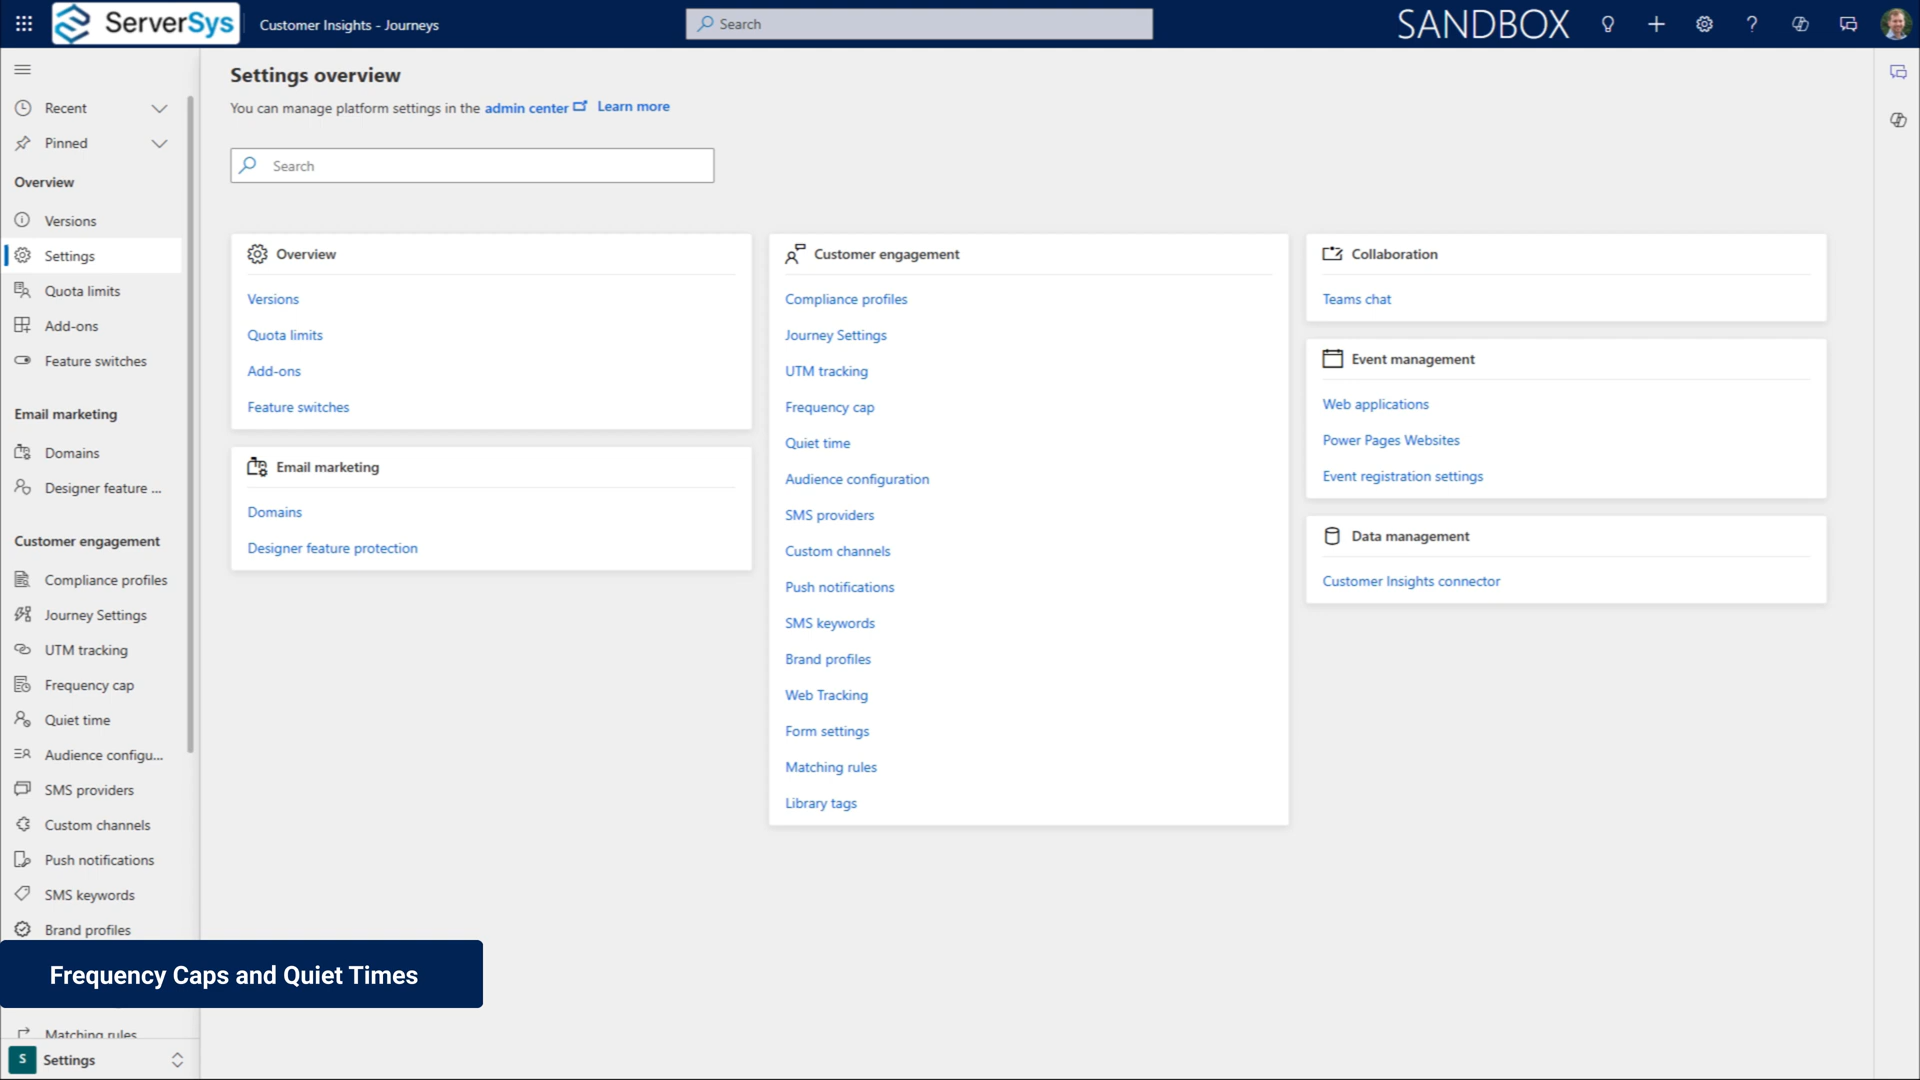 ServerSys
Customer Insights - Journeys
Search
SANDBOX
Recent
Pinned
Overview
Versions
Settings
Quota limits
Add-ons
Feature switches
Email marketing
Domains
Designer feature ...
Customer engagement
Compliance profiles
Journey Settings
UTM tracking
Frequency cap
Quiet time
Audience configu...
SMS providers
Custom channels
Push notifications
SMS keywords
Brand profiles
Frequency Caps and Quiet Times
Matching rules
S Settings
Settings overview
You can manage platform settings in the admin center Learn more
Search
Overview
Versions
Quota limits
Add-ons
Feature switches
Email marketing
Domains
Designer feature protection
Customer engagement
Compliance profiles
Journey Settings
UTM tracking
Frequency cap
Quiet time
Audience configuration
SMS providers
Custom channels
Push notifications
SMS keywords
Brand profiles
Web Tracking
Form settings
Matching rules
Library tags
Collaboration
Teams chat
Event management
Web applications
Power Pages Websites
Event registration settings
Data management
Customer Insights connector